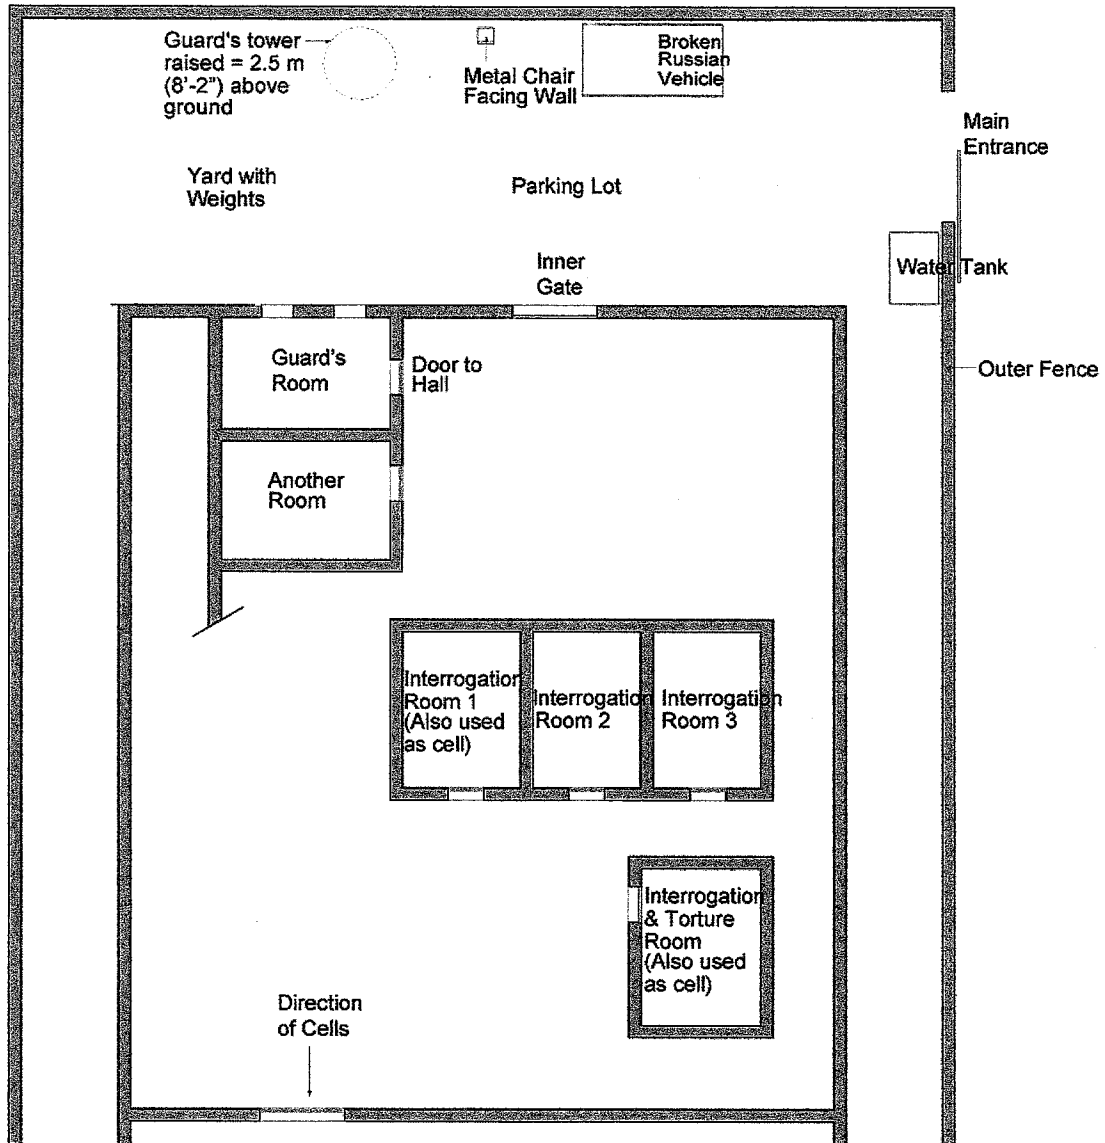 Guard's tower
raised = 2.5 m
(8'-2") above
ground
Metal Chair
Facing Wall
Broken
Russian
Vehicle
Main
Entrance
Yard with
Weights
Parking Lot
Inner
Gate
Water Tank
Guard's
Room
Door to
Hall
Outer Fence
Another
Room
Interrogation
Room 1
(Also used
as cell)
Interrogation
Room 2
Interrogation
Room 3
Interrogation
& Torture
Room
(Also used
as cell)
Direction
of Cells